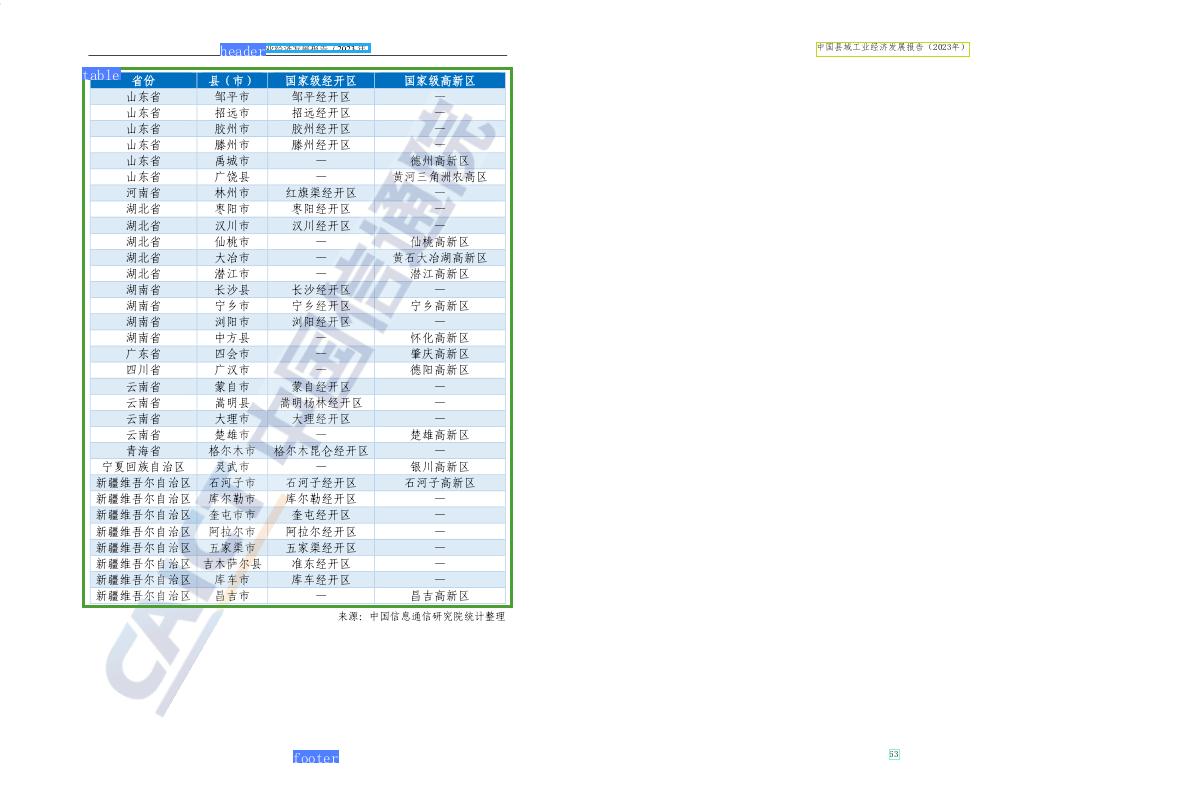 header 业经济发展报告（2023年）
table
省份 县（市） 国家级经开区 国家级高新区
山东省 邹平市 邹平经开区 —
山东省 招远市 招远经开区 —
山东省 胶州市 胶州经开区 —
山东省 滕州市 滕州经开区 —
山东省 禹城市 — 德州高新区
山东省 广饶县 — 黄河三角洲农高区
河南省 林州市 红旗渠经开区 —
湖北省 枣阳市 枣阳经开区 —
湖北省 汉川市 汉川经开区 —
湖北省 仙桃市 — 仙桃高新区
湖北省 大冶市 — 黄石大冶湖高新区
湖北省 潜江市 — 潜江高新区
湖南省 长沙县 长沙经开区 —
湖南省 宁乡市 宁乡经开区 宁乡高新区
湖南省 浏阳市 浏阳经开区 —
湖南省 中方县 — 怀化高新区
广东省 四会市 — 肇庆高新区
四川省 广汉市 — 德阳高新区
云南省 蒙自市 蒙自经开区 —
云南省 嵩明县 嵩明杨林经开区 —
云南省 大理市 大理经开区 —
云南省 楚雄市 — 楚雄高新区
青海省 格尔木市 格尔木昆仑经开区 —
宁夏回族自治区 灵武市 — 银川高新区
新疆维吾尔自治区 石河子市 石河子经开区 石河子高新区
新疆维吾尔自治区 库尔勒市 库尔勒经开区 —
新疆维吾尔自治区 奎屯市市 奎屯经开区 —
新疆维吾尔自治区 阿拉尔市 阿拉尔经开区 —
新疆维吾尔自治区 五家渠市 五家渠经开区 —
新疆维吾尔自治区 吉木萨尔县 准东经开区 —
新疆维吾尔自治区 库车市 库车经开区 —
新疆维吾尔自治区 昌吉市 — 昌吉高新区
来源：中国信息通信研究院统计整理
CAICT 中国信通院
footer
中国县域工业经济发展报告（2023年）
53